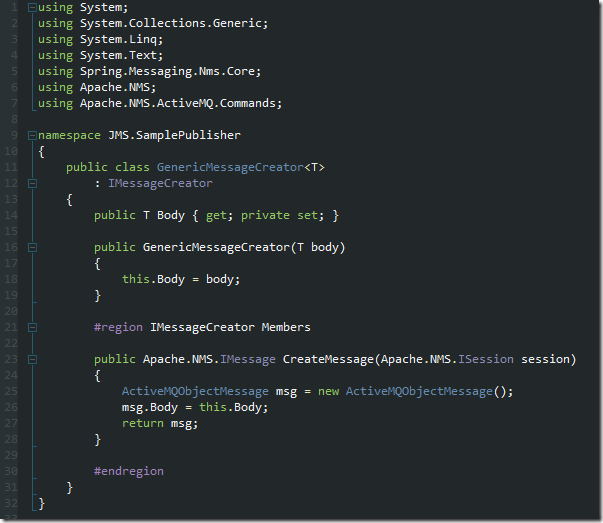 1 using System;
2 using System.Collections.Generic;
3 using System.Linq;
4 using System.Text;
5 using Spring.Messaging.Nms.Core;
6 using Apache.NMS;
7 using Apache.NMS.ActiveMQ.Commands;
8
9 namespace JMS.SamplePublisher
10 {
11     public class GenericMessageCreator<T>
12         : IMessageCreator
13     {
14         public T Body { get; private set; }
15
16         public GenericMessageCreator(T body)
17         {
18             this.Body = body;
19         }
20
21         #region IMessageCreator Members
22
23         public Apache.NMS.IMessage CreateMessage(Apache.NMS.ISession session)
24         {
25             ActiveMQObjectMessage msg = new ActiveMQObjectMessage();
26             msg.Body = this.Body;
27             return msg;
28         }
29
30         #endregion
31     }
32 }